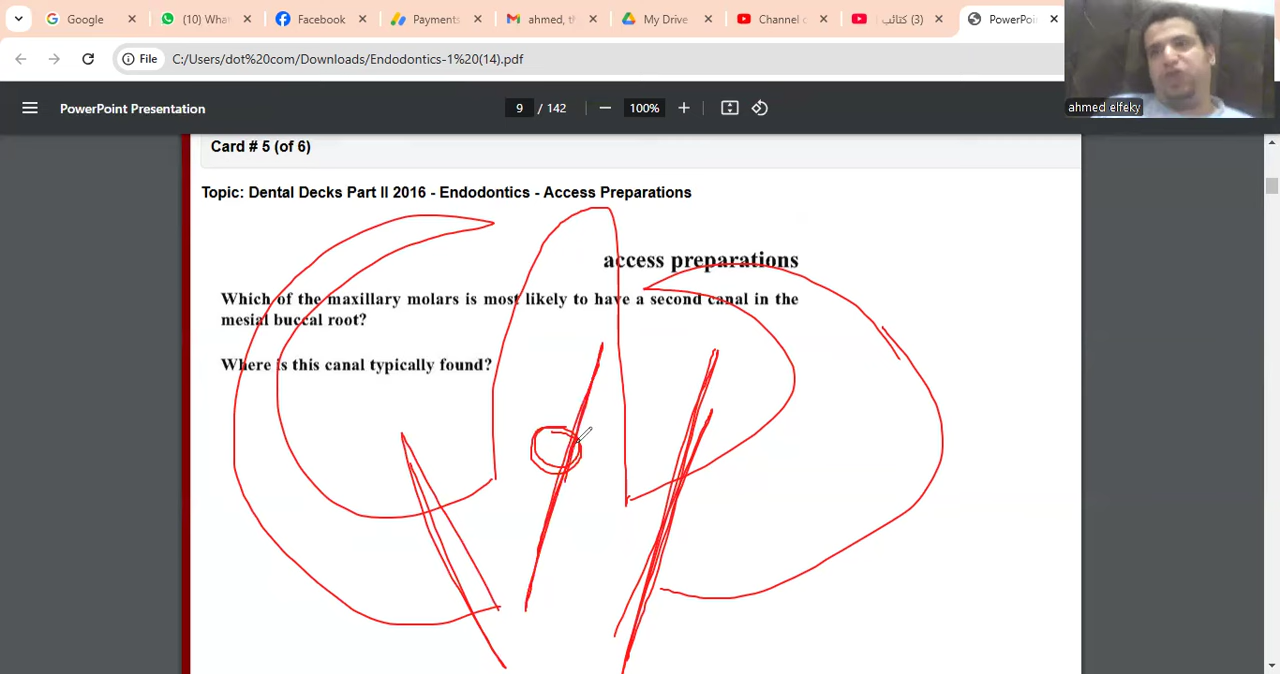 Google
(10) What
Facebook
Payments
ahmed, th
My Drive
Channel c
(3) كتائب
PowerPoi
File
C:/Users/dot%20com/Downloads/Endodontics-1%20(14).pdf
PowerPoint Presentation
9 / 142
100%
ahmed elfeky
Card # 5 (of 6)
Topic: Dental Decks Part II 2016 - Endodontics - Access Preparations
access preparations
Which of the maxillary molars is most likely to have a second canal in the
mesial buccal root?
Where is this canal typically found?